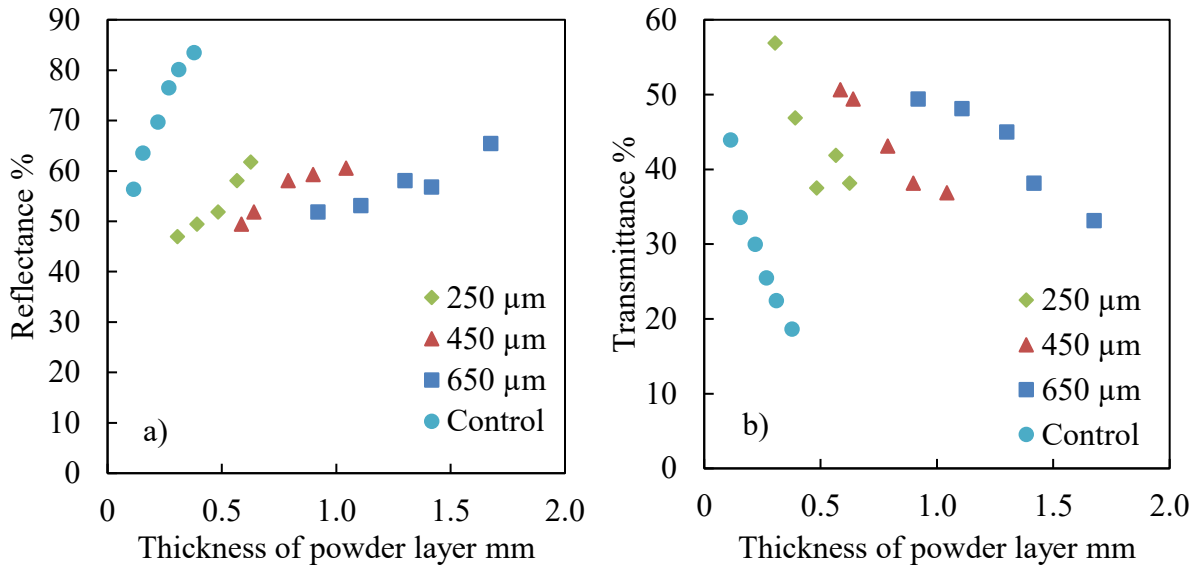 90
80
70
60
50
40
30
20
10
0
Reflectance %
250 µm
450 µm
650 µm
Control
a)
0 0.5 1.0 1.5 2.0
Thickness of powder layer mm
60
50
40
30
20
10
0
Transmittance %
250 µm
450 µm
650 µm
Control
b)
0 0.5 1.0 1.5 2.0
Thickness of powder layer mm